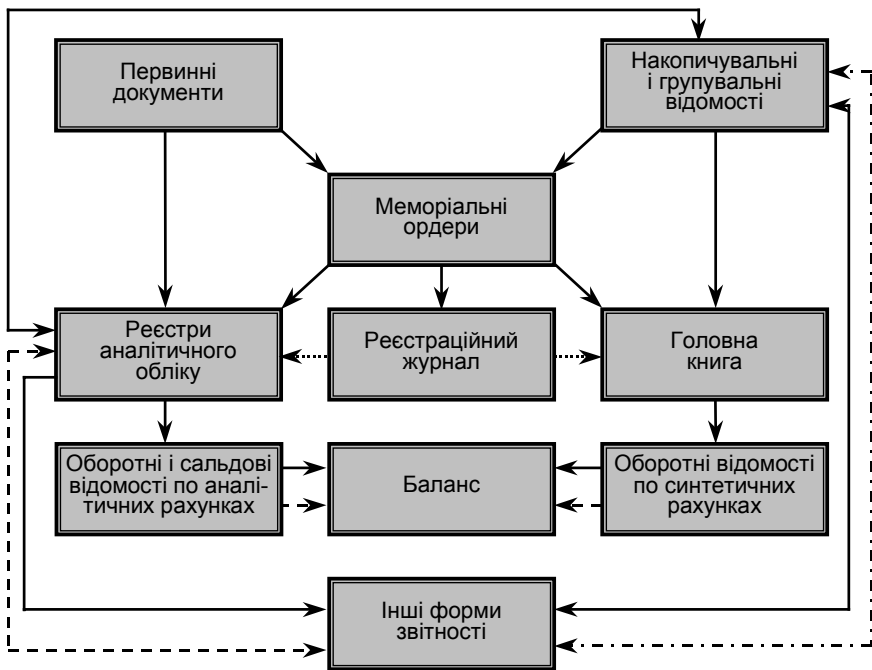 Первинні
документи
Накопичувальні
і групувальні
відомості
Меморіальні
ордери
Реєстри
аналітичного
обліку
Реєстраційний
журнал
Головна
книга
Оборотні і сальдові
відомості по аналі-
тичних рахунках
Баланс
Оборотні відомості
по синтетичних
рахунках
Інші форми
звітності